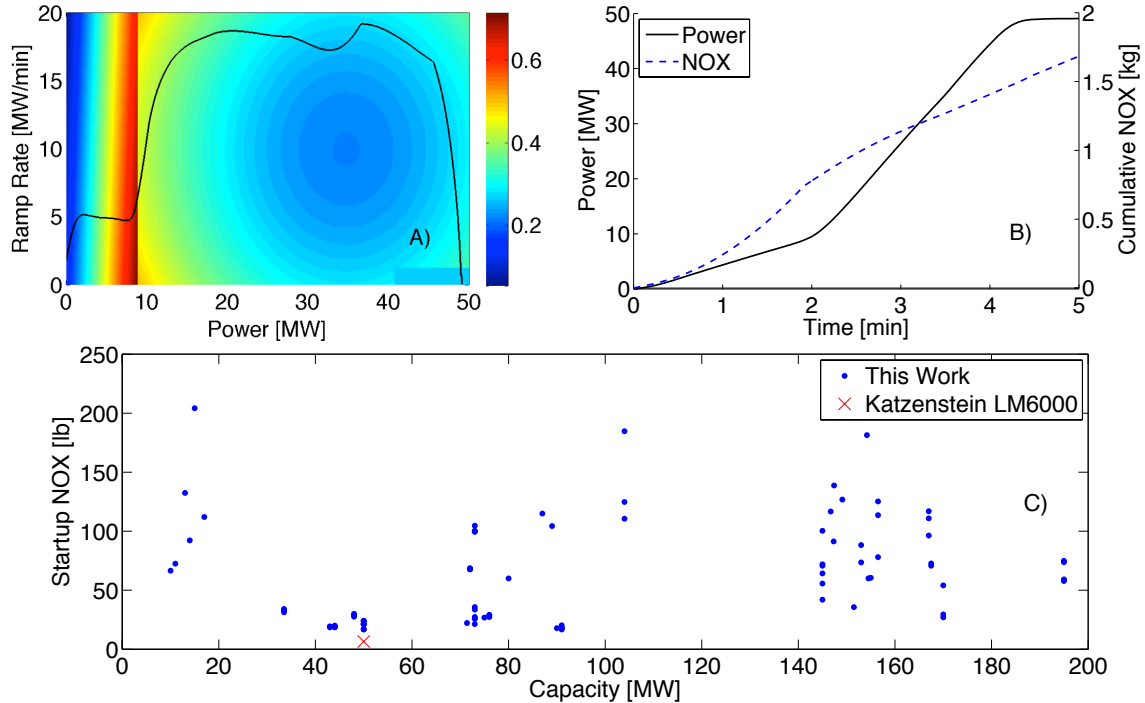 20
15
10
5
0
Ramp Rate [MW/min]
0 10 20 30 40 50
Power [MW]
A)
0.6
0.4
0.2
Power
NOX
50
40
30
20
10
0
Power [MW]
0 1 2 3 4 5
Time [min]
2
1.5
1
0.5
0
Cumulative NOX [kg]
B)
250
200
150
100
50
0
Startup NOX [lb]
This Work
Katzenstein LM6000
C)
0 20 40 60 80 100 120 140 160 180 200
Capacity [MW]